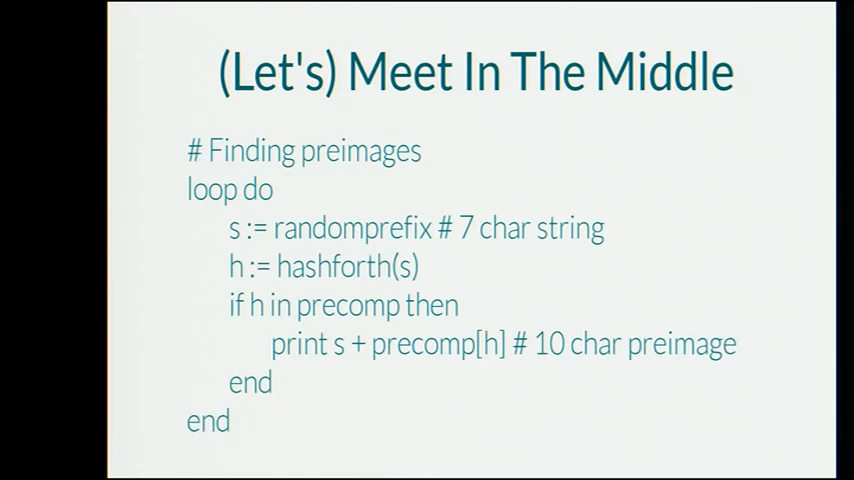 (Let's) Meet In The Middle
# Finding preimages
loop do
s := randomprefix # 7 char string
h := hashforth(s)
if h in precomp then
print s + precomp[h] # 10 char preimage
end
end